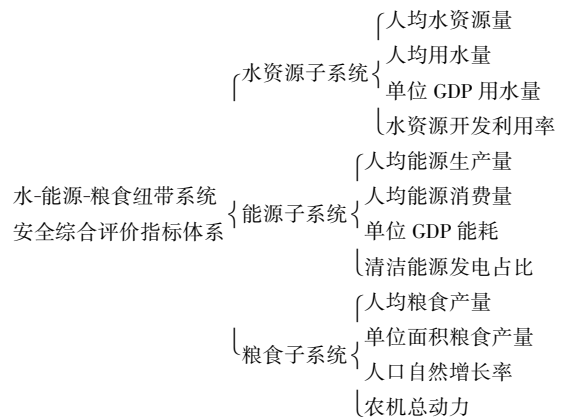 人均水资源量
人均用水量
水资源子系统
单位 GDP 用水量
水资源开发利用率
人均能源生产量
水-能源-粮食纽带系统
人均能源消费量
能源子系统
安全综合评价指标体系
单位 GDP 能耗
清洁能源发电占比
人均粮食产量
单位面积粮食产量
粮食子系统
人口自然增长率
农机总动力